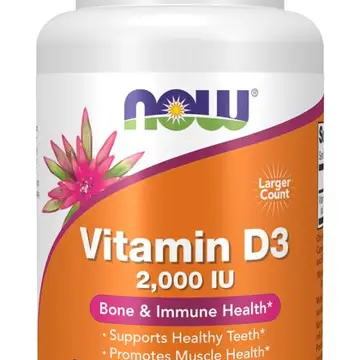 now®
Larger
Count
Vitamin D3
2,000 IU
Bone & Immune Health*
• Supports Healthy Teeth*
• Promotes Muscle Health*